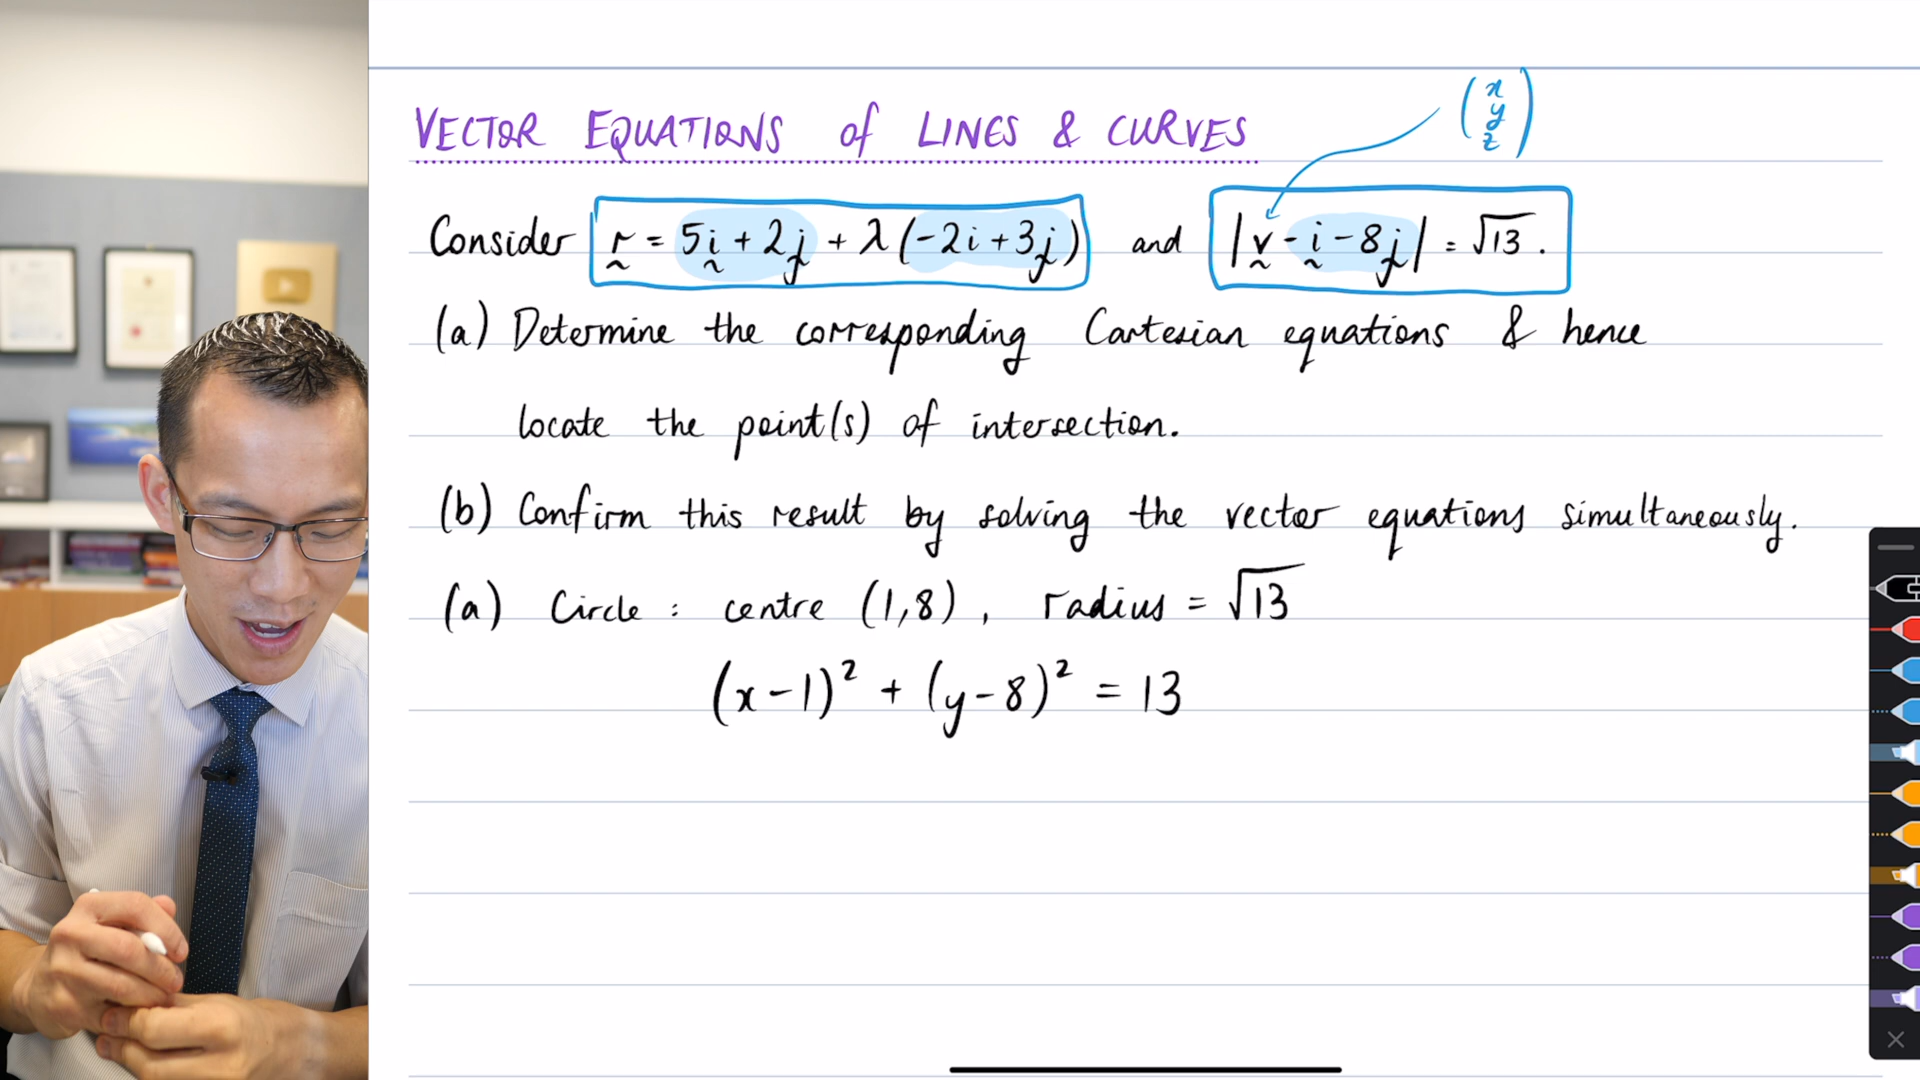 VECTOR EQUATIONS of LINES & CURVES
(x y z)
Consider r = 5i + 2j + λ(-2i + 3j) and |v - i - 8j| = √13.
(a) Determine the corresponding Cartesian equations & hence
locate the point(s) of intersection.
(b) Confirm this result by solving the vector equations simultaneously.
(a) Circle : centre (1,8), radius = √13
(x-1)² + (y-8)² = 13